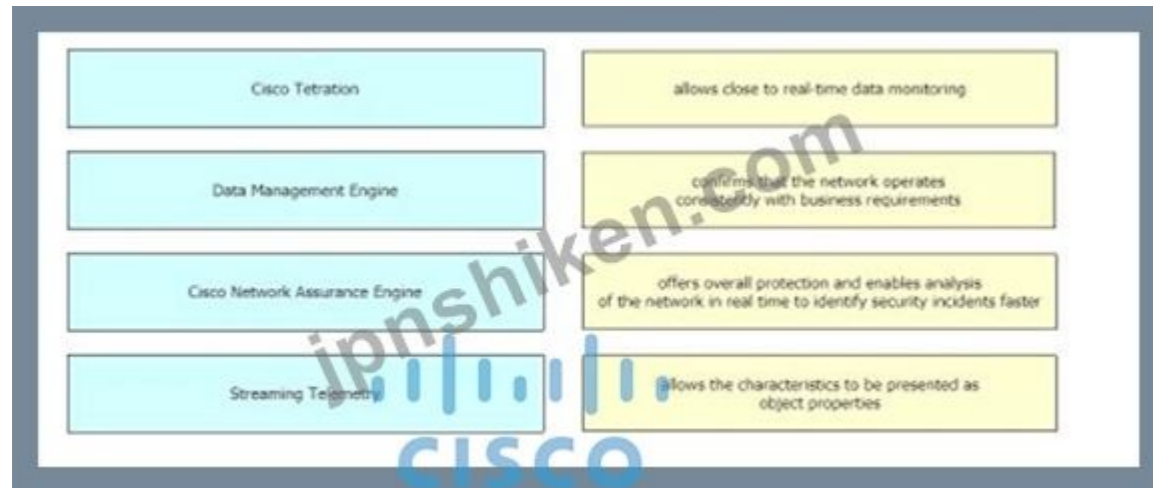 Cisco Tetration
allows close to real-time data monitoring
Data Management Engine
confirms that the network operates
consistently with business requirements
Cisco Network Assurance Engine
offers overall protection and enables analysis
of the network in real time to identify security incidents faster
Streaming Telemetry
allows the characteristics to be presented as
object properties
jpnshiken.com
CISCO